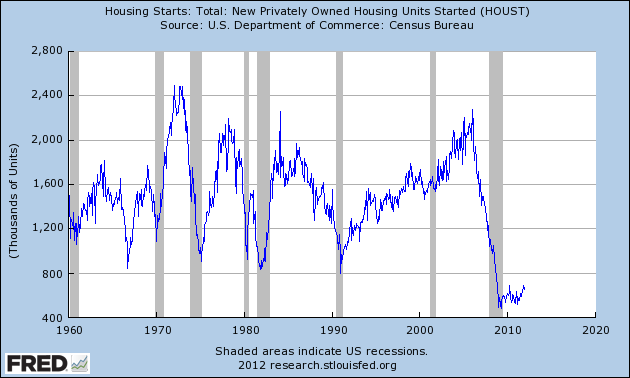 Housing Starts: Total: New Privately Owned Housing Units Started (HOUST)
Source: U.S. Department of Commerce: Census Bureau
2,800
2,400
2,000
1,600
1,200
800
400
(Thousands of Units)
1960 1970 1980 1990 2000 2010 2020
Shaded areas indicate US recessions.
2012 research.stlouisfed.org
FRED